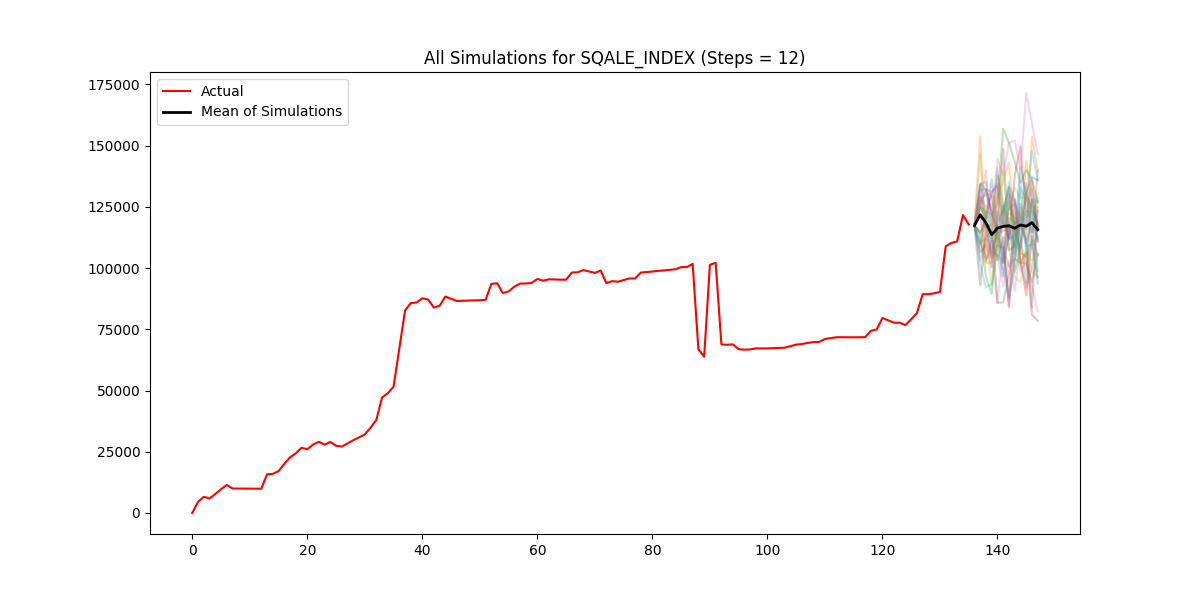 All Simulations for SQALE_INDEX (Steps = 12)
175000
150000
125000
100000
75000
50000
25000
0
Actual
Mean of Simulations
0 20 40 60 80 100 120 140